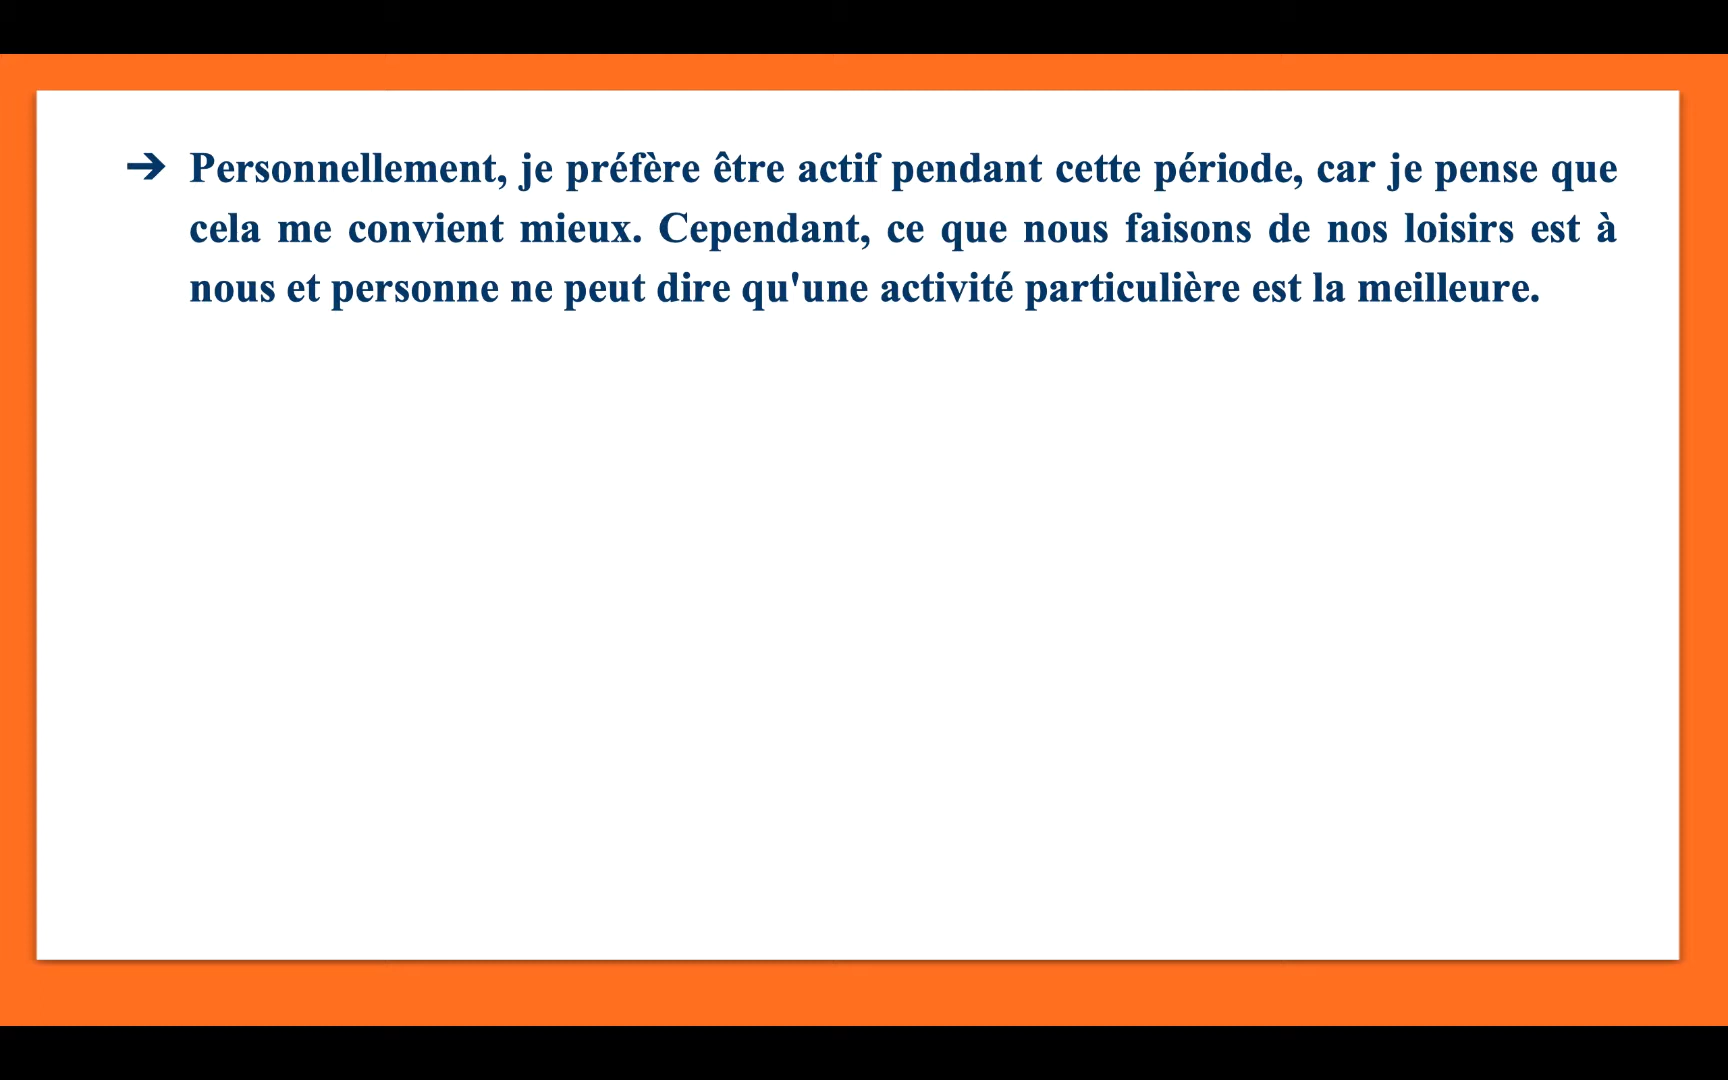 ➔ Personnellement, je préfère être actif pendant cette période, car je pense que
cela me convient mieux. Cependant, ce que nous faisons de nos loisirs est à
nous et personne ne peut dire qu'une activité particulière est la meilleure.